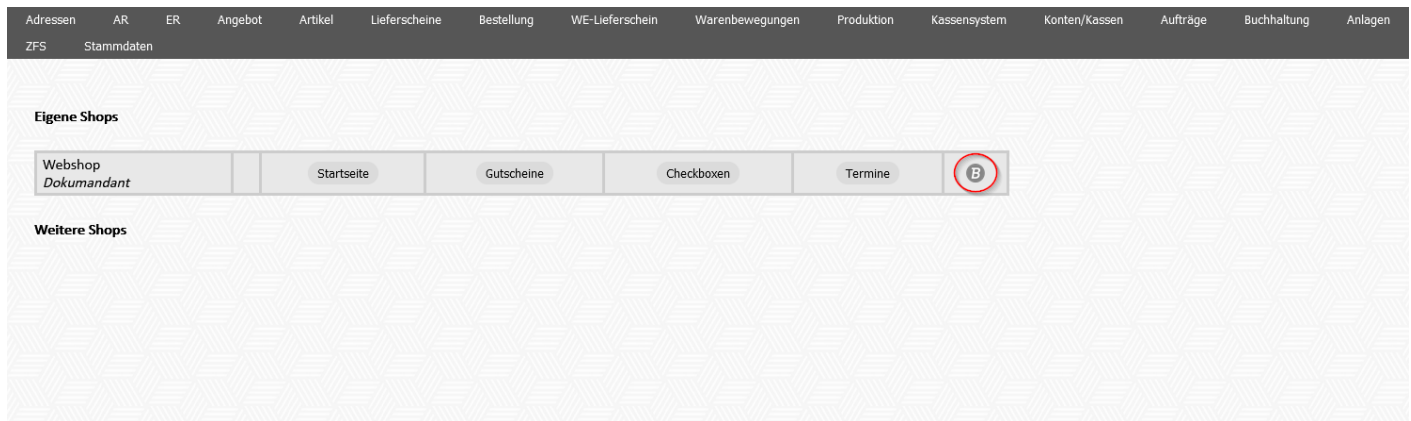 Adressen AR ER Angebot Artikel Lieferscheine Bestellung WE-Lieferschein Warenbewegungen Produktion Kassensystem Konten/Kassen Aufträge Buchhaltung Anlagen
ZFS Stammdaten
Eigene Shops
Webshop
Dokumandant
Startseite Gutscheine Checkboxen Termine B
Weitere Shops